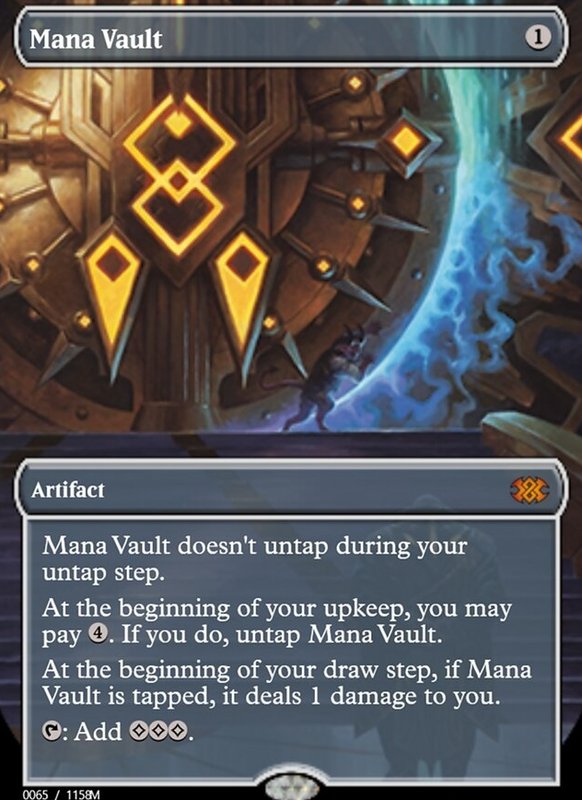 Mana Vault 1
Artifact
Mana Vault doesn't untap during your
untap step.
At the beginning of your upkeep, you may
pay 4. If you do, untap Mana Vault.
At the beginning of your draw step, if Mana
Vault is tapped, it deals 1 damage to you.
: Add .
0065 / 1158M